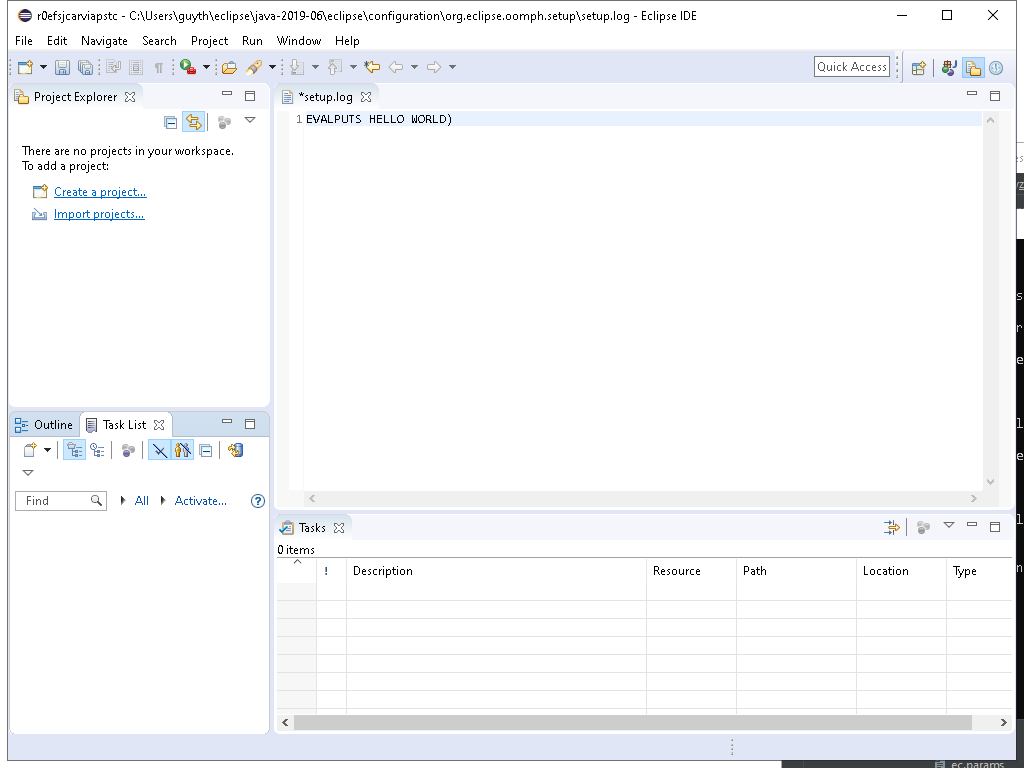 r0efsjcarviapstc - C:\Users\guyth\eclipse\java-2019-06\eclipse\configuration\org.eclipse.oomph.setup\setup.log - Eclipse IDE
File Edit Navigate Search Project Run Window Help
Quick Access
Project Explorer
*setup.log
1 EVALPUTS HELLO WORLD)
There are no projects in your workspace.
To add a project:
Create a project...
Import projects...
Outline Task List
Find All Activate...
Tasks
0 items
! Description Resource Path Location Type
ec.params